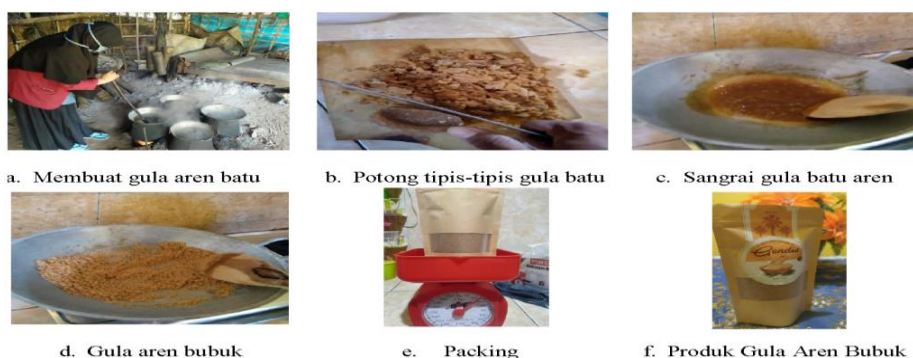 a. Membuat gula aren batu
b. Potong tipis-tipis gula batu
c. Sangrai gula batu aren
d. Gula aren bubuk
e. Packing
Gendis
f. Produk Gula Aren Bubuk